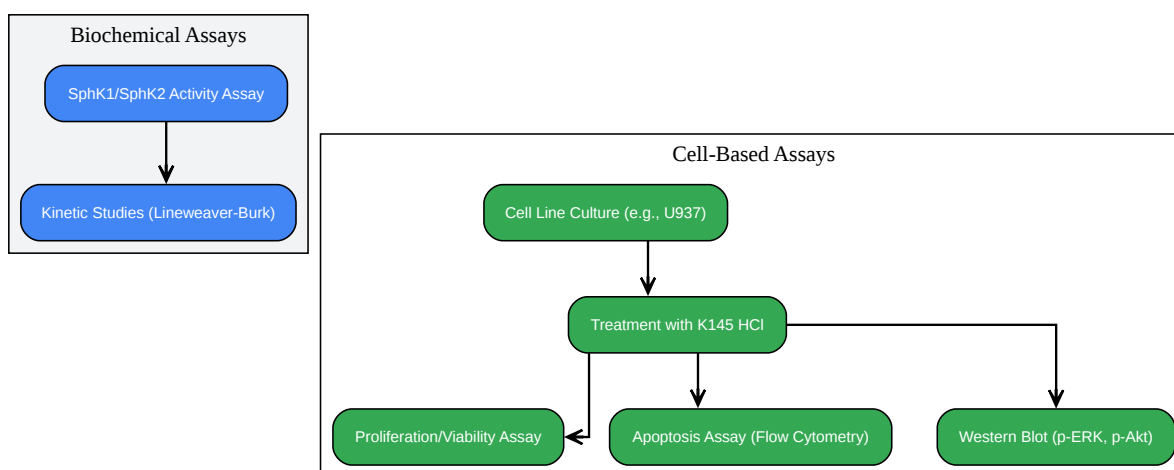 Biochemical Assays
SphK1/SphK2 Activity Assay
Kinetic Studies (Lineweaver-Burk)
Cell-Based Assays
Cell Line Culture (e.g., U937)
Treatment with K145 HCl
Proliferation/Viability Assay
Apoptosis Assay (Flow Cytometry)
Western Blot (p-ERK, p-Akt)